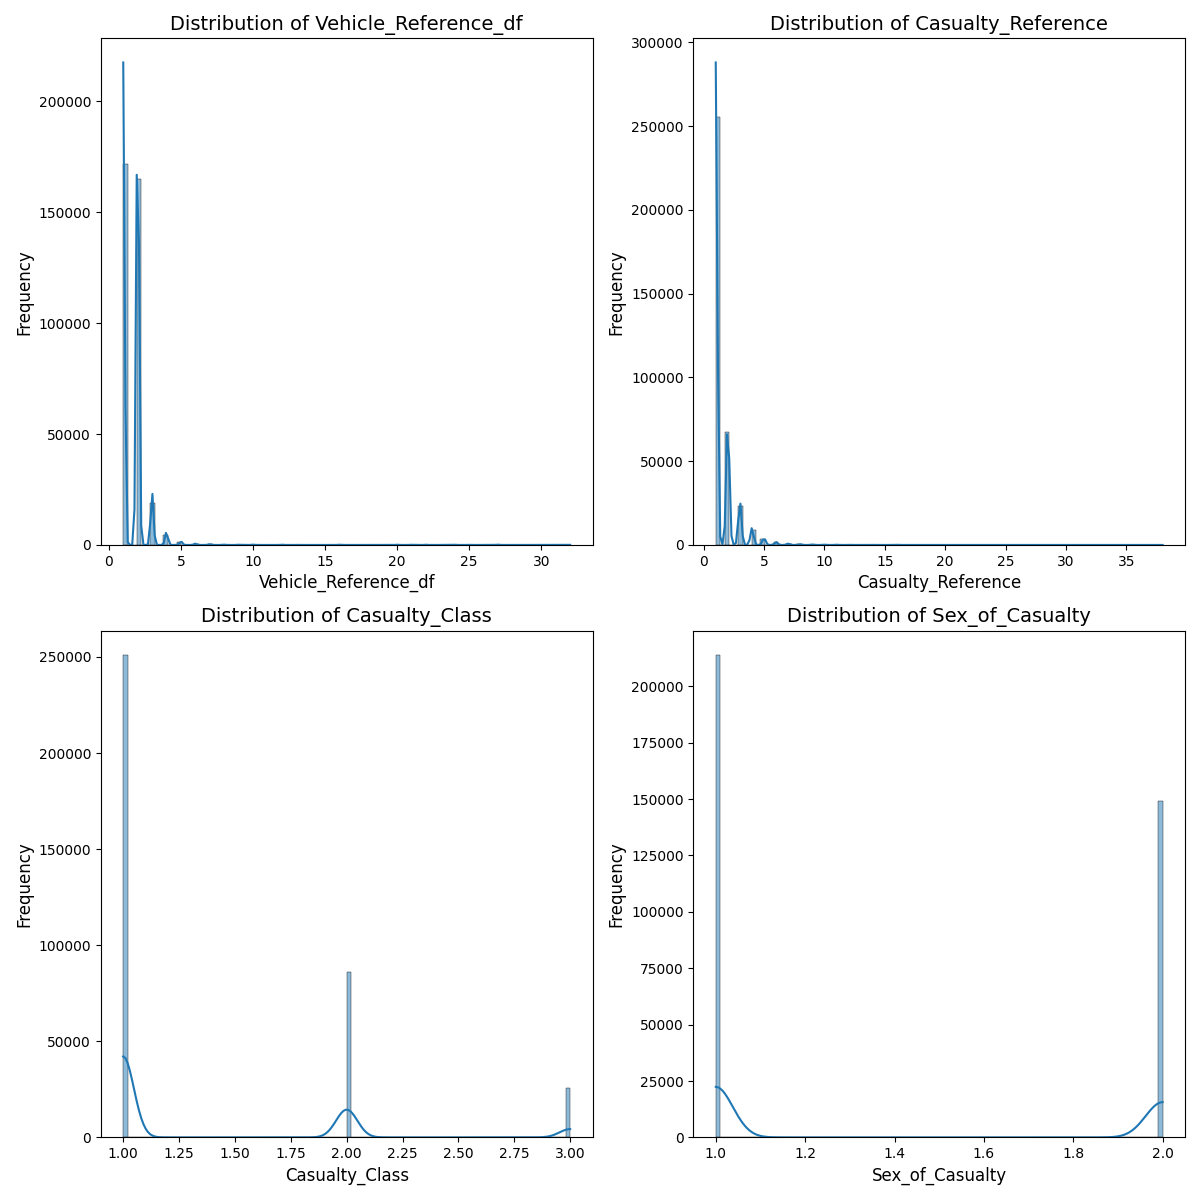 Distribution of Vehicle_Reference_df
Frequency
200000
150000
100000
50000
0
0 5 10 15 20 25 30
Vehicle_Reference_df
Distribution of Casualty_Reference
Frequency
300000
250000
200000
150000
100000
50000
0
0 5 10 15 20 25 30 35
Casualty_Reference
Distribution of Casualty_Class
Frequency
250000
200000
150000
100000
50000
0
1.00 1.25 1.50 1.75 2.00 2.25 2.50 2.75 3.00
Casualty_Class
Distribution of Sex_of_Casualty
Frequency
200000
175000
150000
125000
100000
75000
50000
25000
0
1.0 1.2 1.4 1.6 1.8 2.0
Sex_of_Casualty